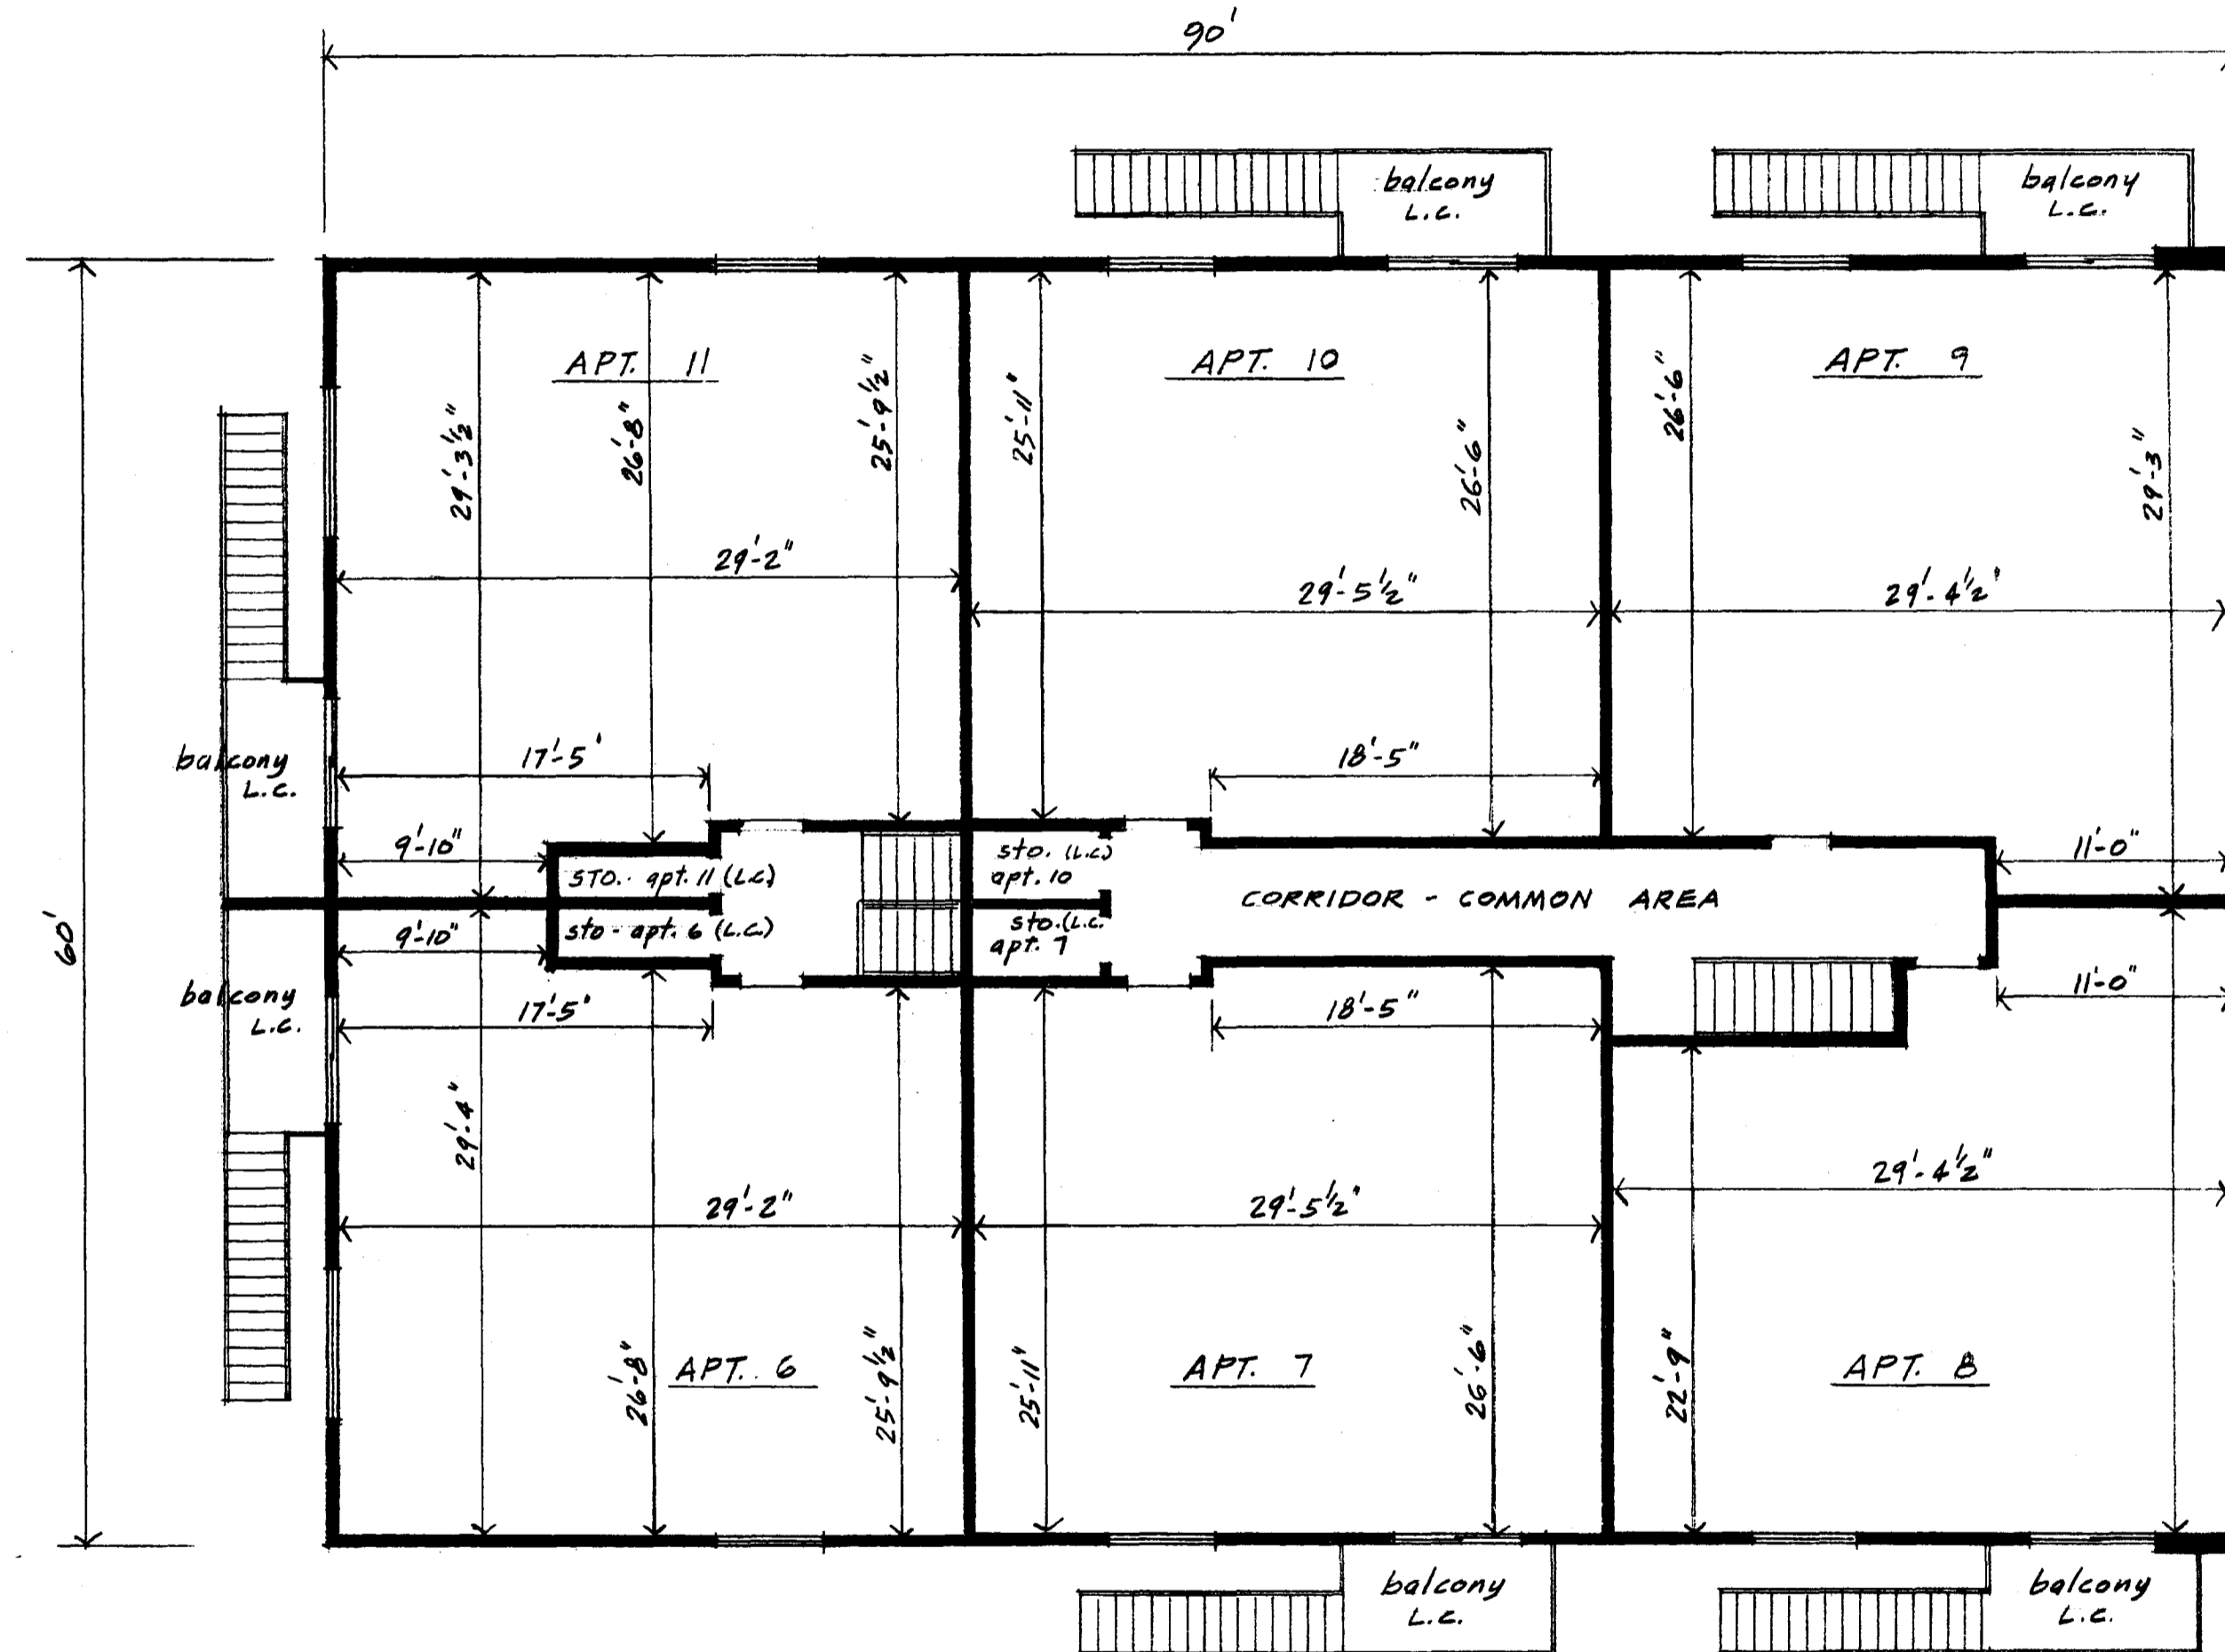 90'
balcony
L.C.
balcony
L.C.
APT. 11
APT. 10
APT. 9
29'-3½"
26'-8"
25'-9½"
25'-11"
26'-6"
26'-6"
29'-3"
29'-2"
29'-5½"
29'-4½'
balcony
L.C.
17'-5'
18'-5"
9'-10"
11'-0"
STO. - apt. 11 (L.C)
sto. (L.C)
apt. 10
CORRIDOR - COMMON AREA
60'
9'-10"
sto - apt. 6 (L.C.)
sto. (L.C.
apt. 7
balcony
L.C.
17'-5'
18'-5"
11'-0"
29'-4"
29'-2"
29'-5½'
29'-4½"
26'-8"
APT. 6
25'-9½"
25'-11"
APT. 7
26'-6"
22'-9"
APT. 8
balcony
L.C.
balcony
L.C.